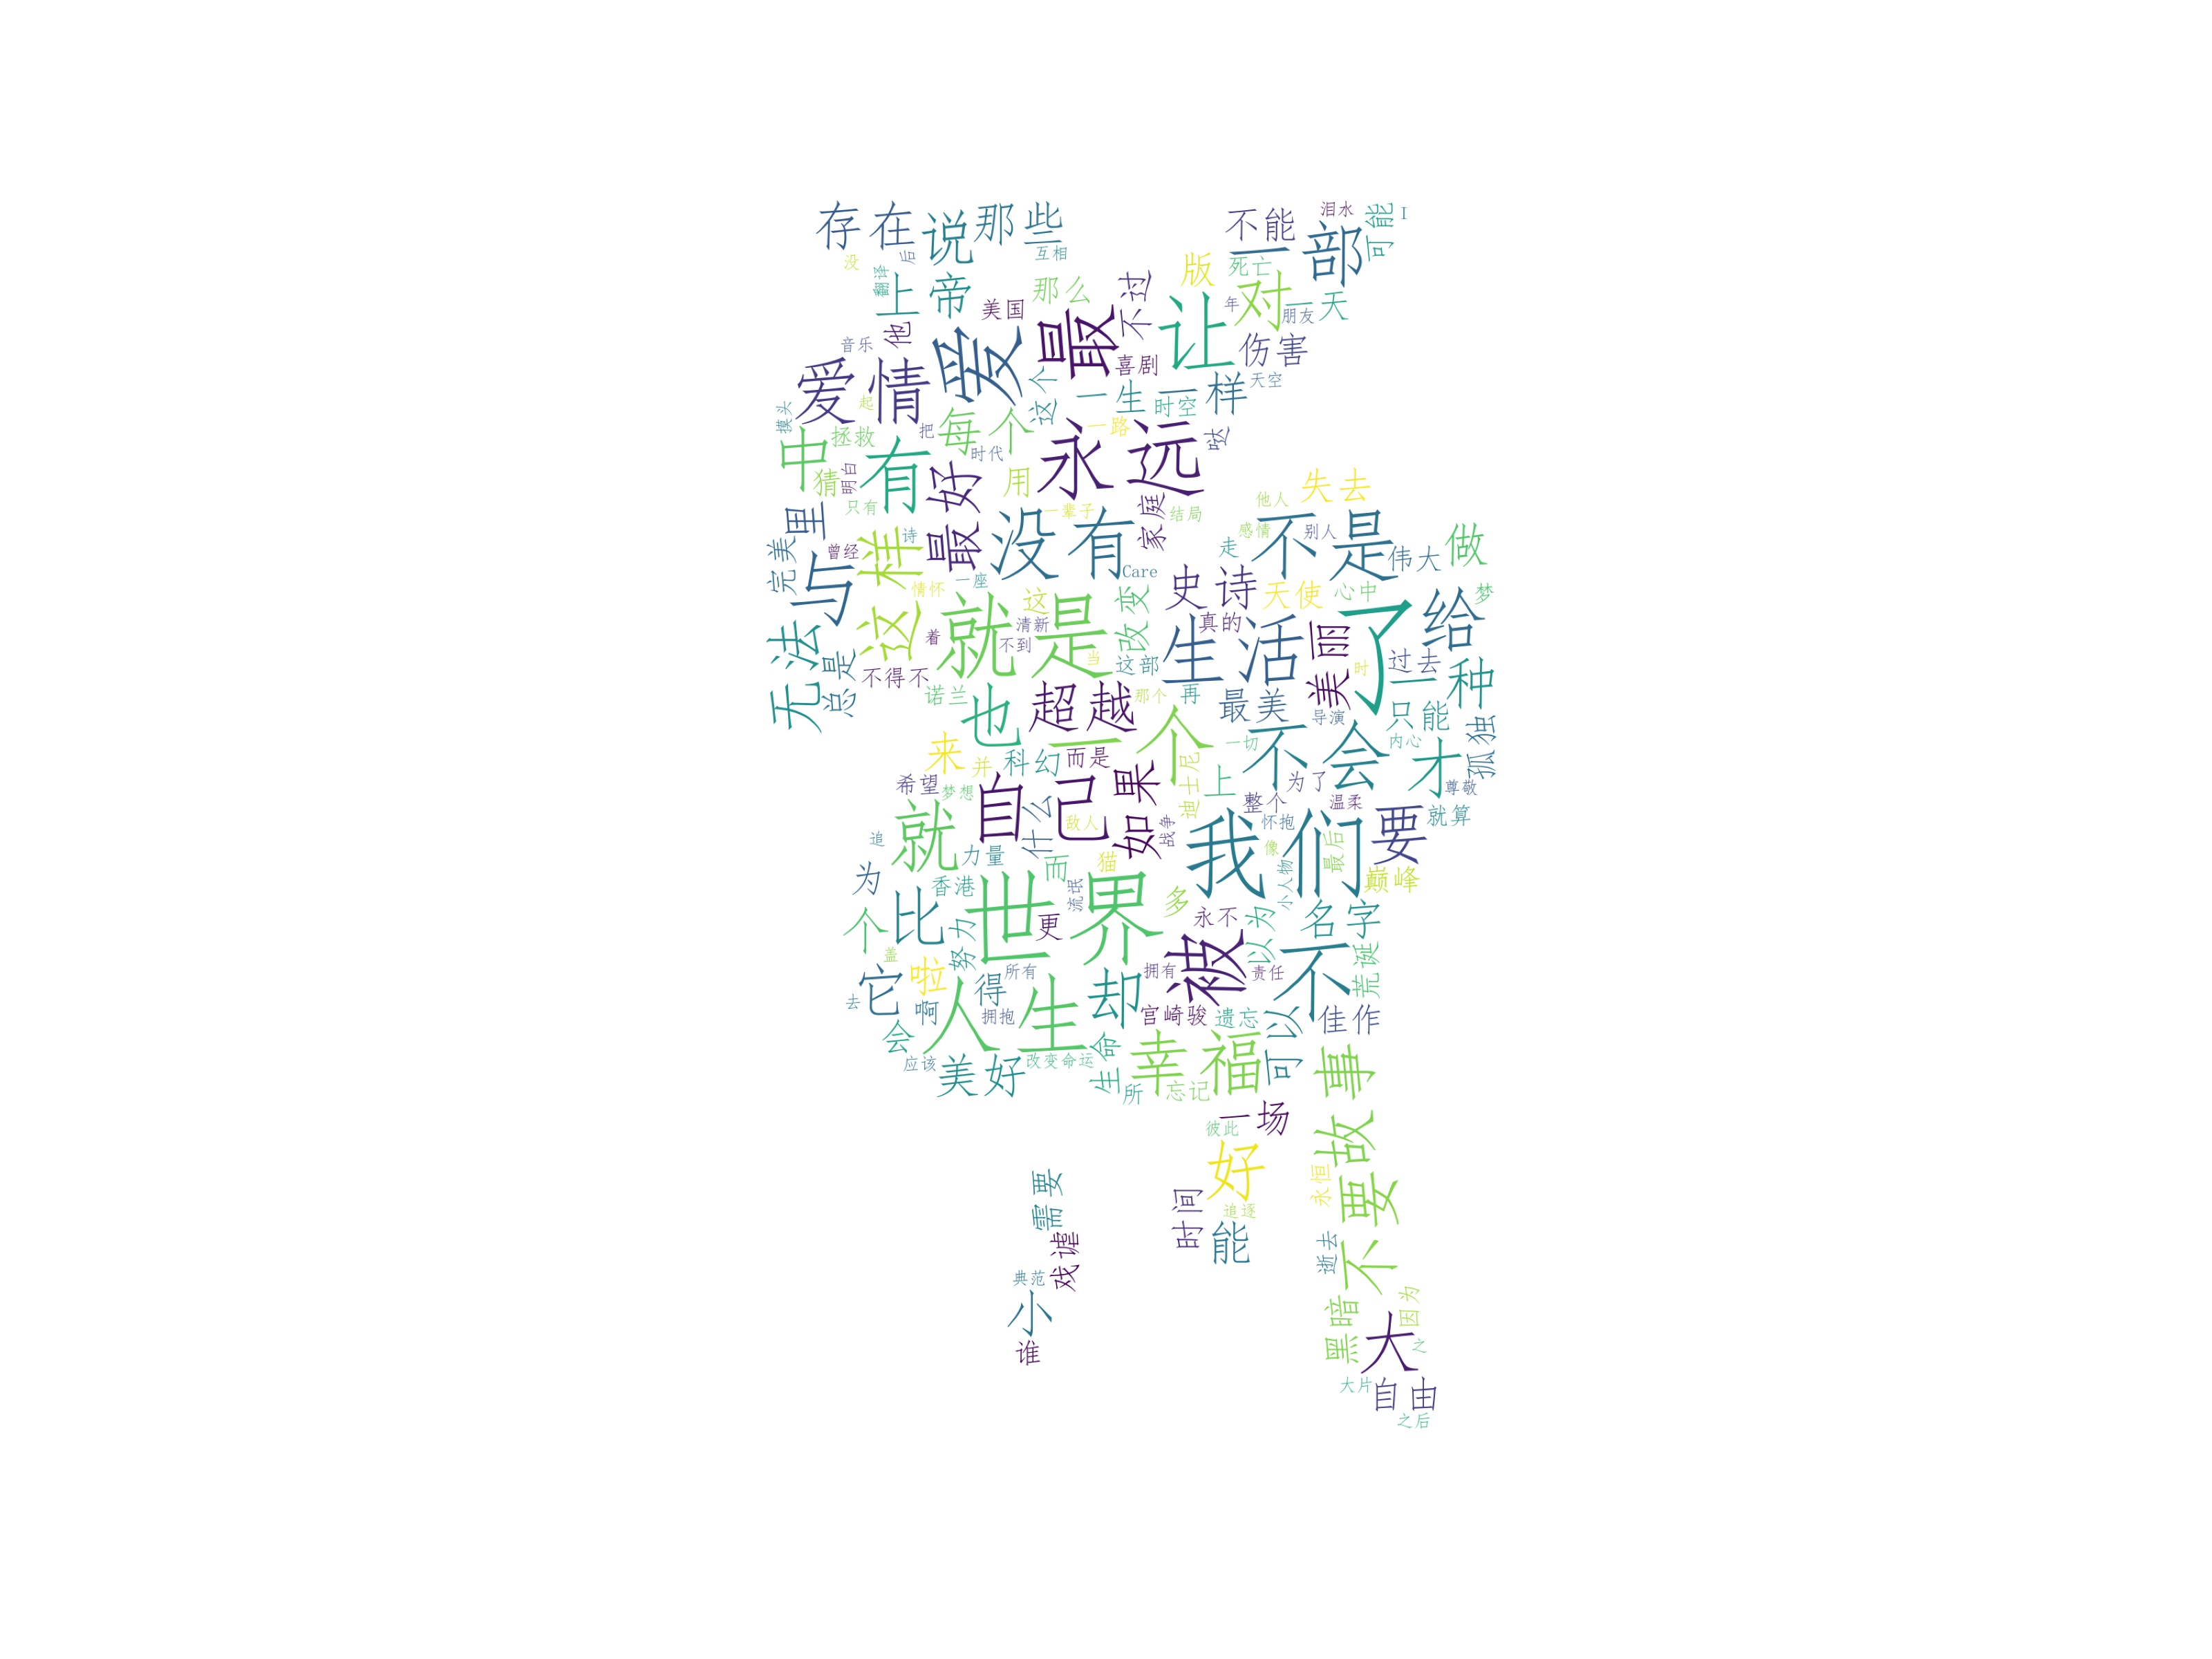 存在
说
那些
不能
泪水
可能
I
一部
后
没
互相
翻译
上帝
美国
那么
不过
版
死亡
对
年
朋友
一天
他
音乐
爱
最
让
伤害
喜剧
爱情
这个
一生
一样
天空
时空
起
摸头
中
拯救
每个
把
一路
哒
永远
猜
明白
有
时代
最好
用
只有
一辈子
家庭
结局
他人
失去
里
诗
没有
感情
不是
别人
走
做
完美
曾经
这样
与
情怀
一座
Care
史诗
天使
心中
伟大
梦
这
改变
清新
就是
不到
着
真的
生活
美丽
了
给
无法
总是
不得不
当
这部
时
过去
一种
诺兰
也
超越
那个
再
最美
导演
只能
一个
来
并
科幻
而是
一切
不会
内心
才
孤独
希望
梦想
自己
如果
迪士尼
上
为了
尊敬
什么
敌人
战争
整个
温柔
就算
就
追
力量
而
猫
我们
怀抱
像
最后
要
小人物
巅峰
为
香港
世界
流氓
多
永不
以为
名字
个
比
努力
更
被
不
荒诞
盖
它
啦
得
所有
却
拥有
责任
去
啊
人生
拥抱
宫崎骏
遗忘
可以
佳作
会
应该
美好
改变命运
生命
幸福
所
忘记
故事
一场
彼此
好
永恒
不要
需要
时间
追逐
能
逝去
戏谑
典范
小
谁
黑暗
因为
大
之
大片
自由
之后